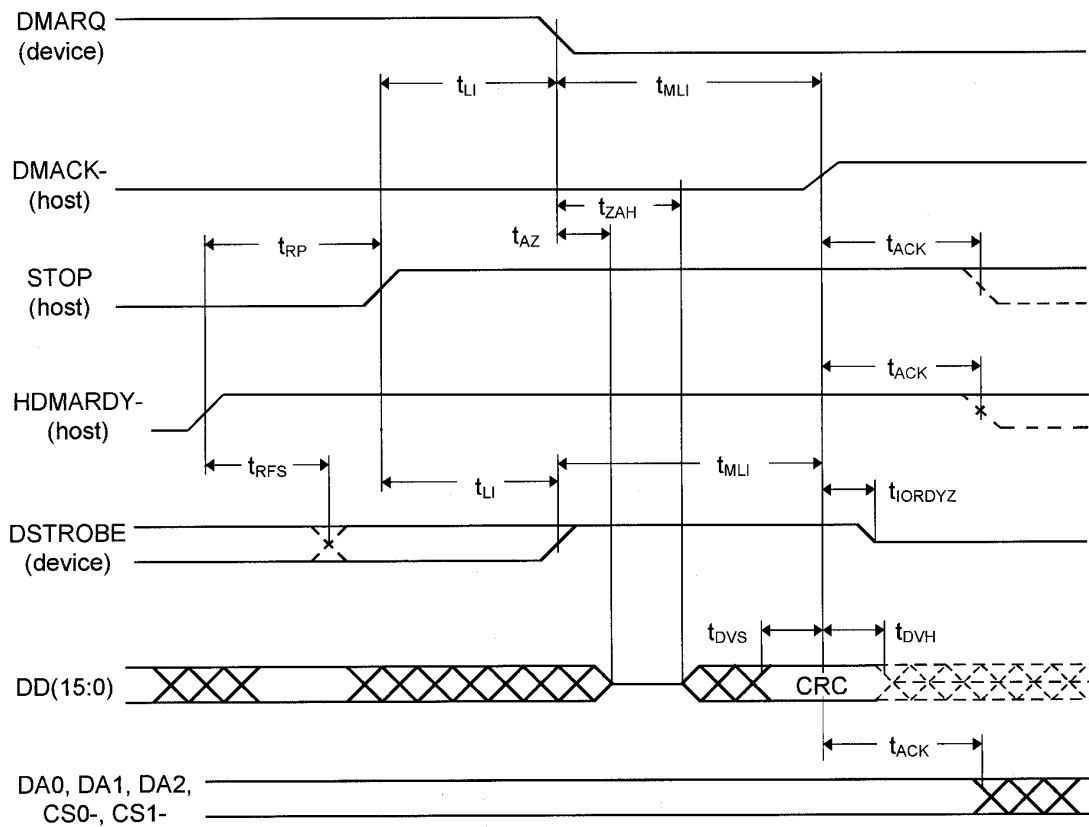 DMARQ
(device)
tLI
tMLI
DMACK-
(host)
tZAH
tAZ
tRP
tACK
STOP
(host)
tACK
HDMARDY-
(host)
tRFS
tLI
tMLI
tIORDYZ
DSTROBE
(device)
tDVS
tDVH
DD(15:0)
CRC
tACK
DA0, DA1, DA2,
CS0-, CS1-